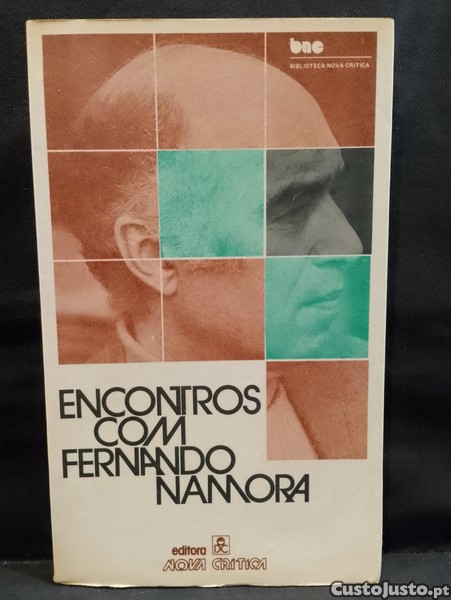 bnc
BIBLIOTECA NOVA CRÍTICA
ENCONTROS
COM
FERNANDO
NAMORA
editora
NOVA CRÍTICA
CustoJusto.pt